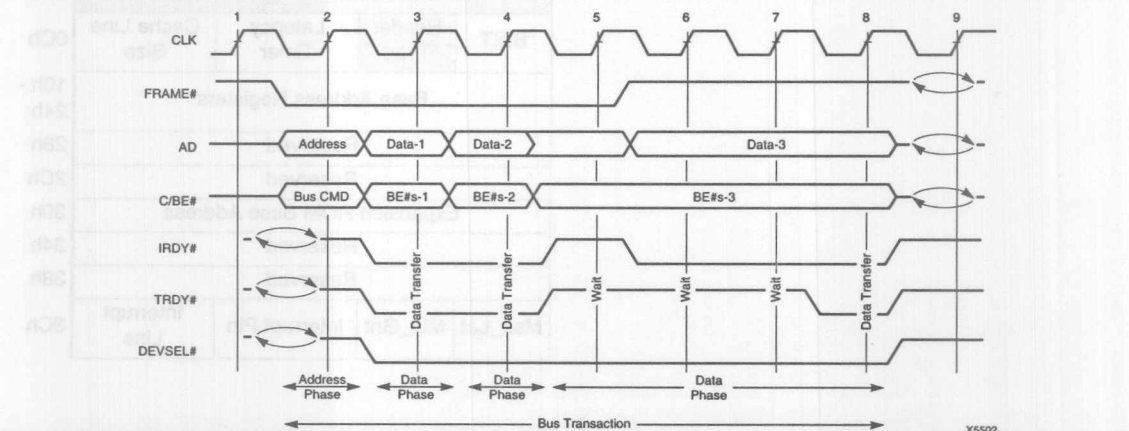 1 2 3 4 5 6 7 8 9
CLK
FRAME#
AD Address Data-1 Data-2 Data-3
C/BE# Bus CMD BE#s-1 BE#s-2 BE#s-3
IRDY#
TRDY#
Data Transfer
Data Transfer
Wait
Wait
Wait
Data Transfer
DEVSEL#
Address Phase
Data Phase
Data Phase
Data Phase
Bus Transaction
X5502